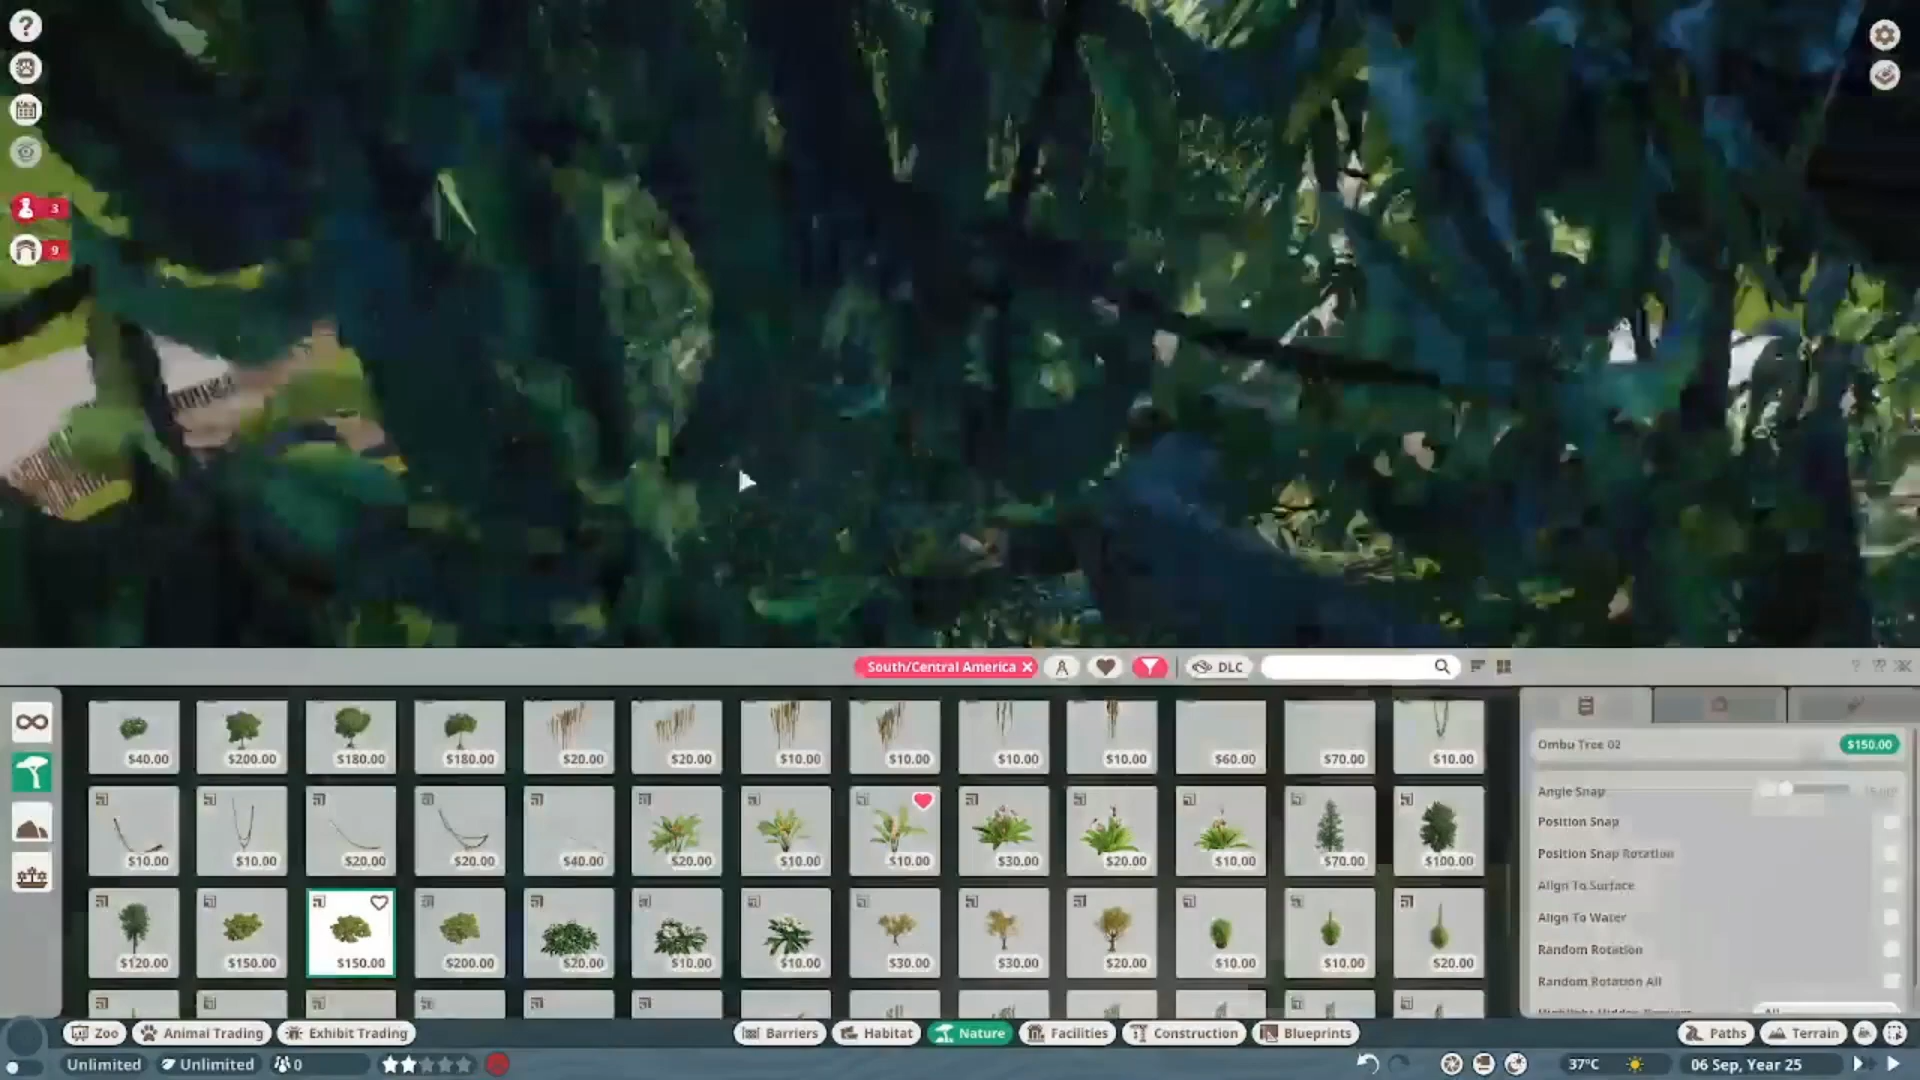 ?
3
9
South/Central America ×
DLC
$40.00 $200.00 $180.00 $180.00 $20.00 $20.00 $10.00 $10.00 $10.00 $10.00 $60.00 $70.00 $10.00
$10.00 $10.00 $20.00 $20.00 $40.00 $20.00 $10.00 $10.00 $30.00 $20.00 $10.00 $70.00 $100.00
$120.00 $150.00 $150.00 $200.00 $20.00 $10.00 $10.00 $30.00 $30.00 $20.00 $10.00 $10.00 $20.00
Ombu Tree 02 $150.00
Angle Snap
Position Snap
Position Snap Rotation
Align To Surface
Align To Water
Random Rotation
Random Rotation All
Zoo Animal Trading Exhibit Trading Barriers Habitat Nature Facilities Construction Blueprints Paths Terrain
Unlimited Unlimited 0 37°C 06 Sep, Year 25